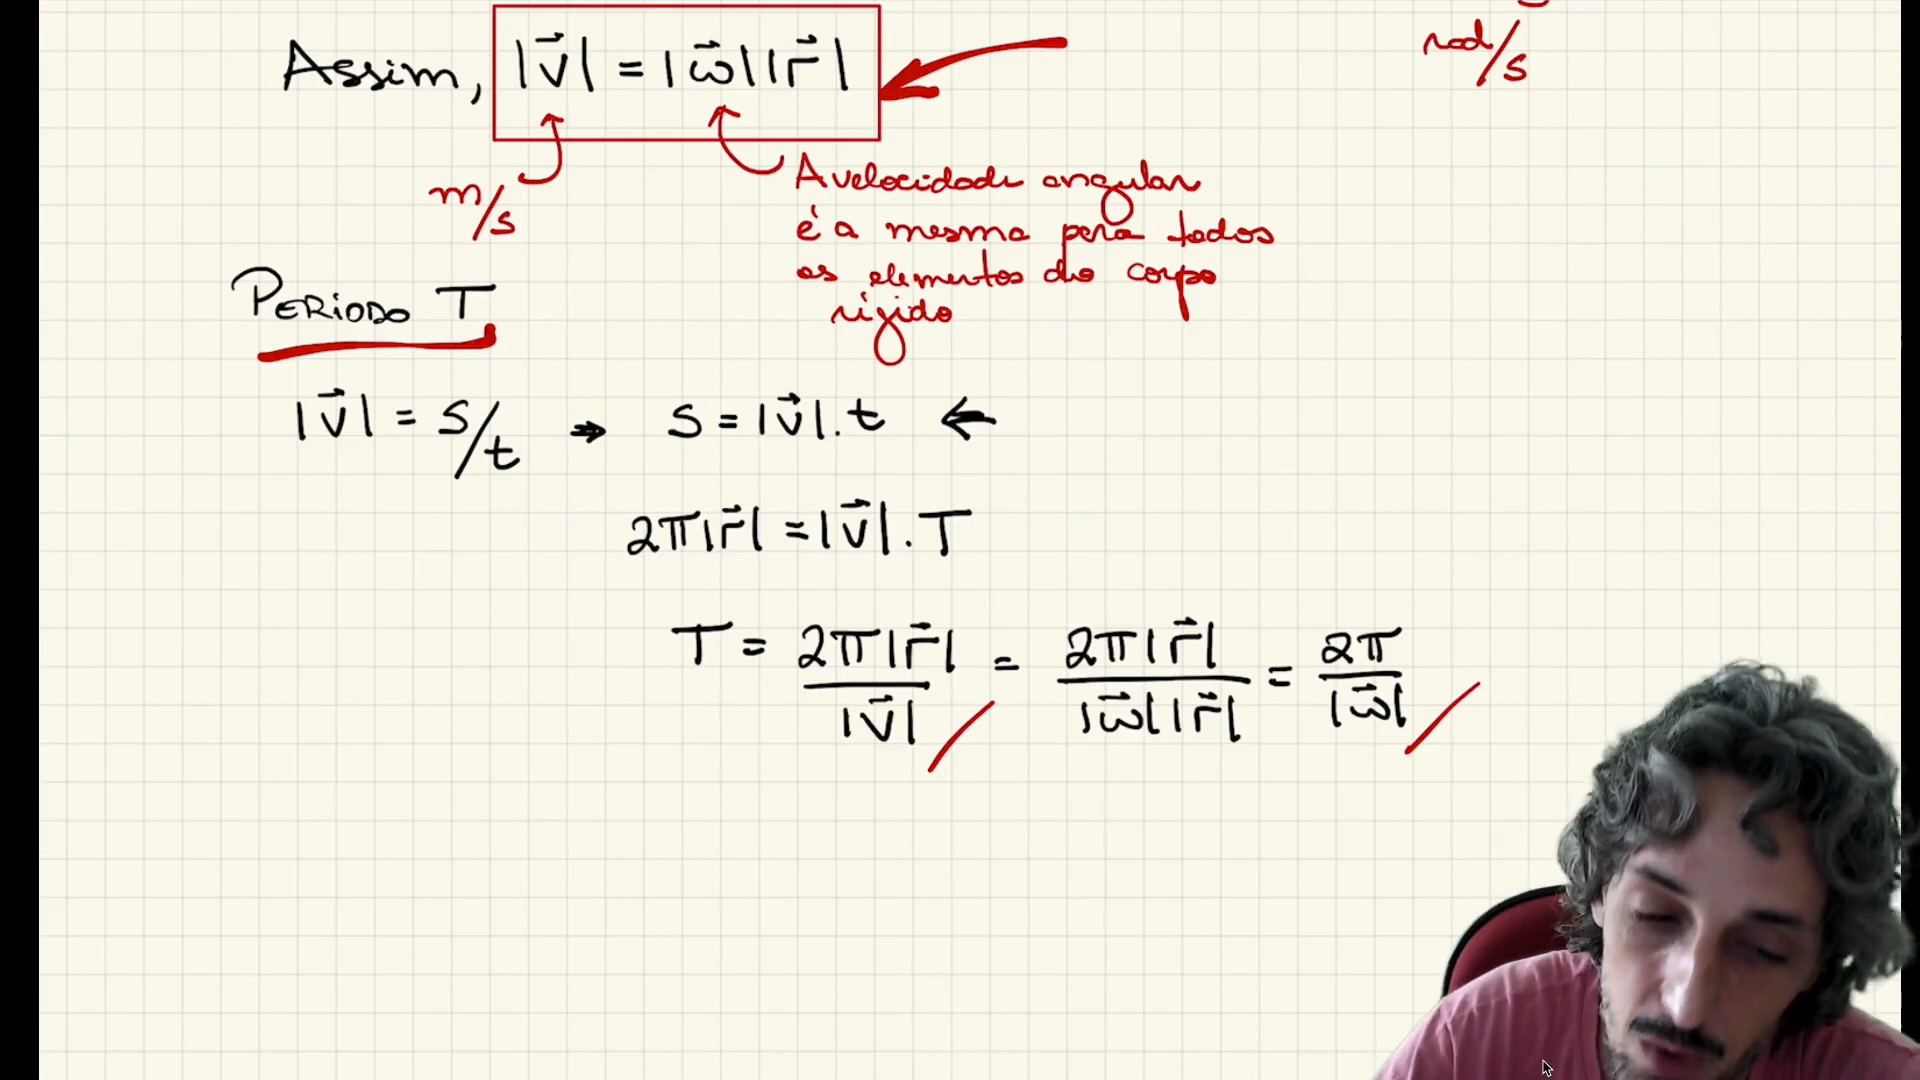 Assim, |v⃗| = |ω⃗||r⃗|
rad/s
m/s
A velocidade angular
é a mesma para todos
os elementos do corpo
rígido
PERÍODO T
|v⃗| = s/t ⇒ s = |v⃗|.t ←
2π|r⃗| = |v⃗|.T
T = 2π|r⃗|/|v⃗| = 2π|r⃗|/|ω⃗||r⃗| = 2π/|ω⃗|